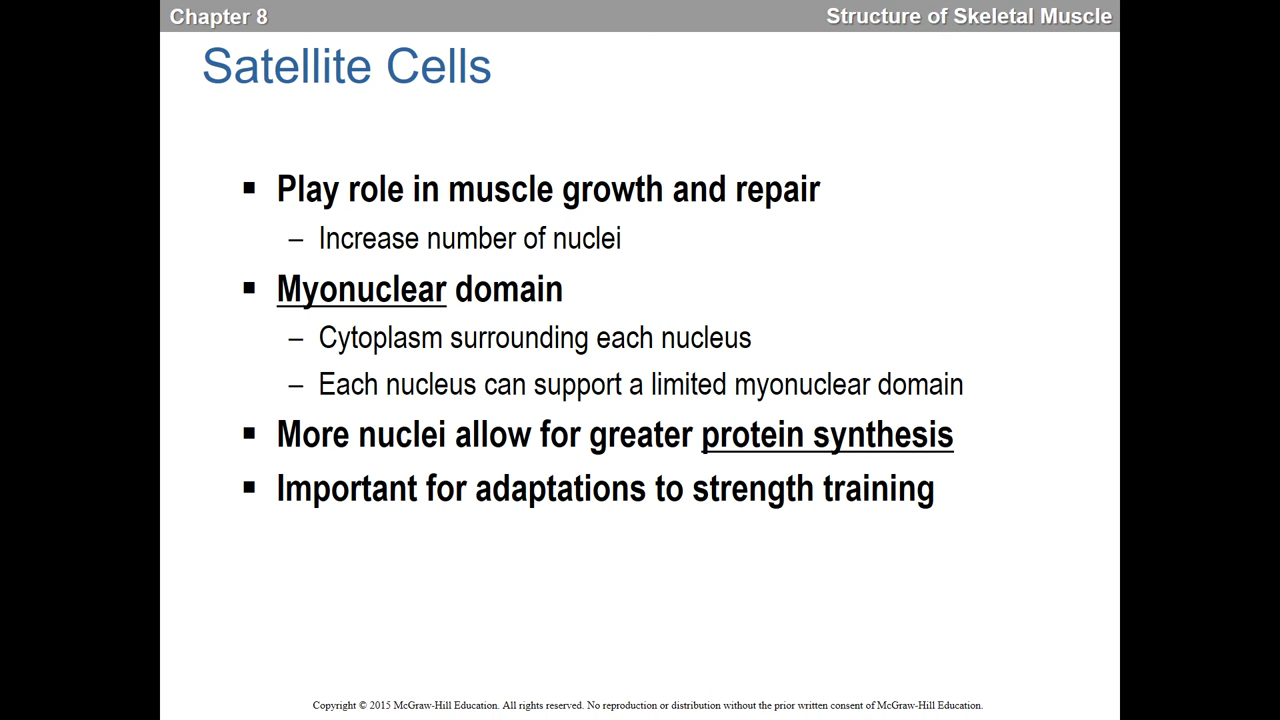 Chapter 8
Structure of Skeletal Muscle
Satellite Cells
▪ Play role in muscle growth and repair
– Increase number of nuclei
▪ Myonuclear domain
– Cytoplasm surrounding each nucleus
– Each nucleus can support a limited myonuclear domain
▪ More nuclei allow for greater protein synthesis
▪ Important for adaptations to strength training
Copyright © 2015 McGraw-Hill Education. All rights reserved. No reproduction or distribution without the prior written consent of McGraw-Hill Education.